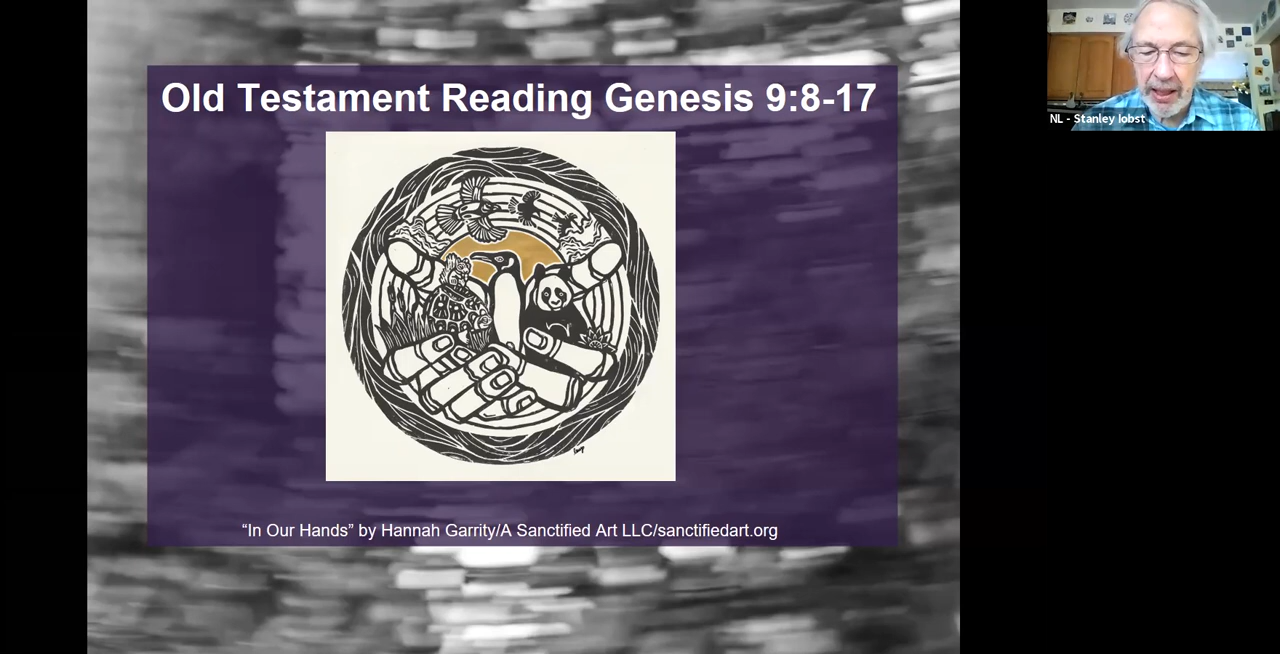 Old Testament Reading Genesis 9:8-17
NL - Stanley Iobst
“In Our Hands” by Hannah Garrity/A Sanctified Art LLC/sanctifiedart.org